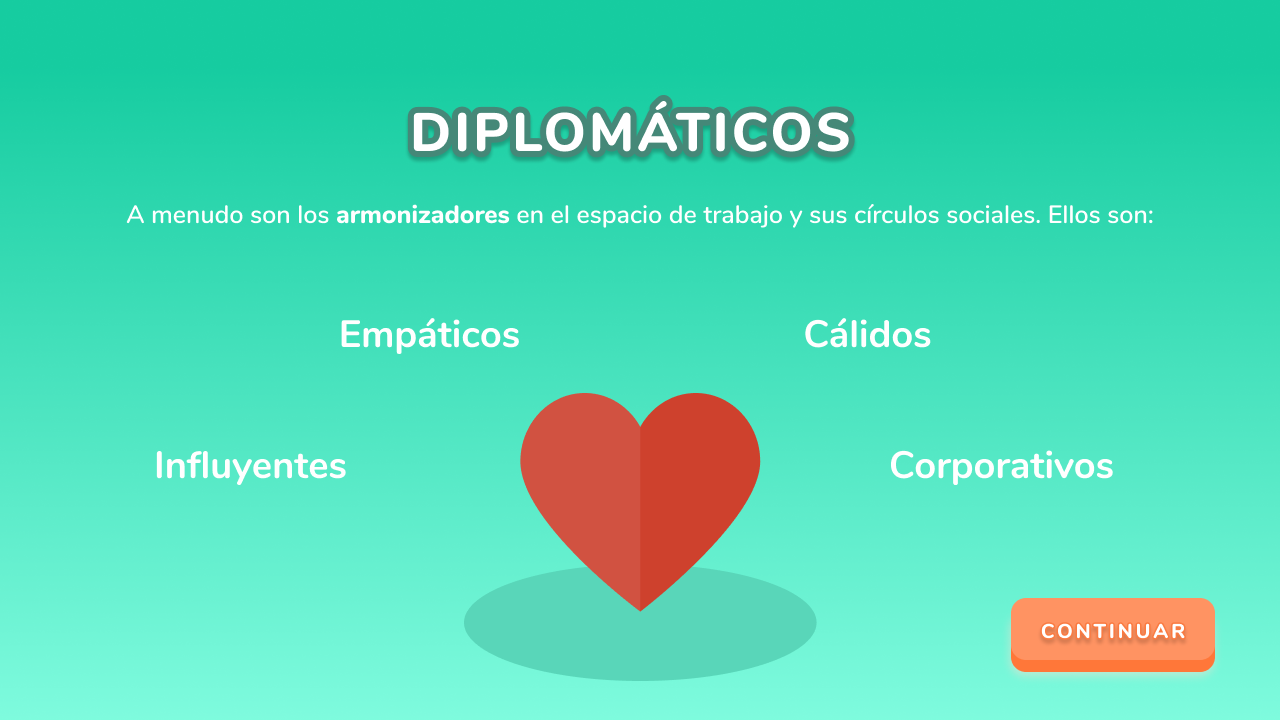 DIPLOMÁTICOS
A menudo son los armonizadores en el espacio de trabajo y sus círculos sociales. Ellos son:
Empáticos
Cálidos
Influyentes
Corporativos
CONTINUAR